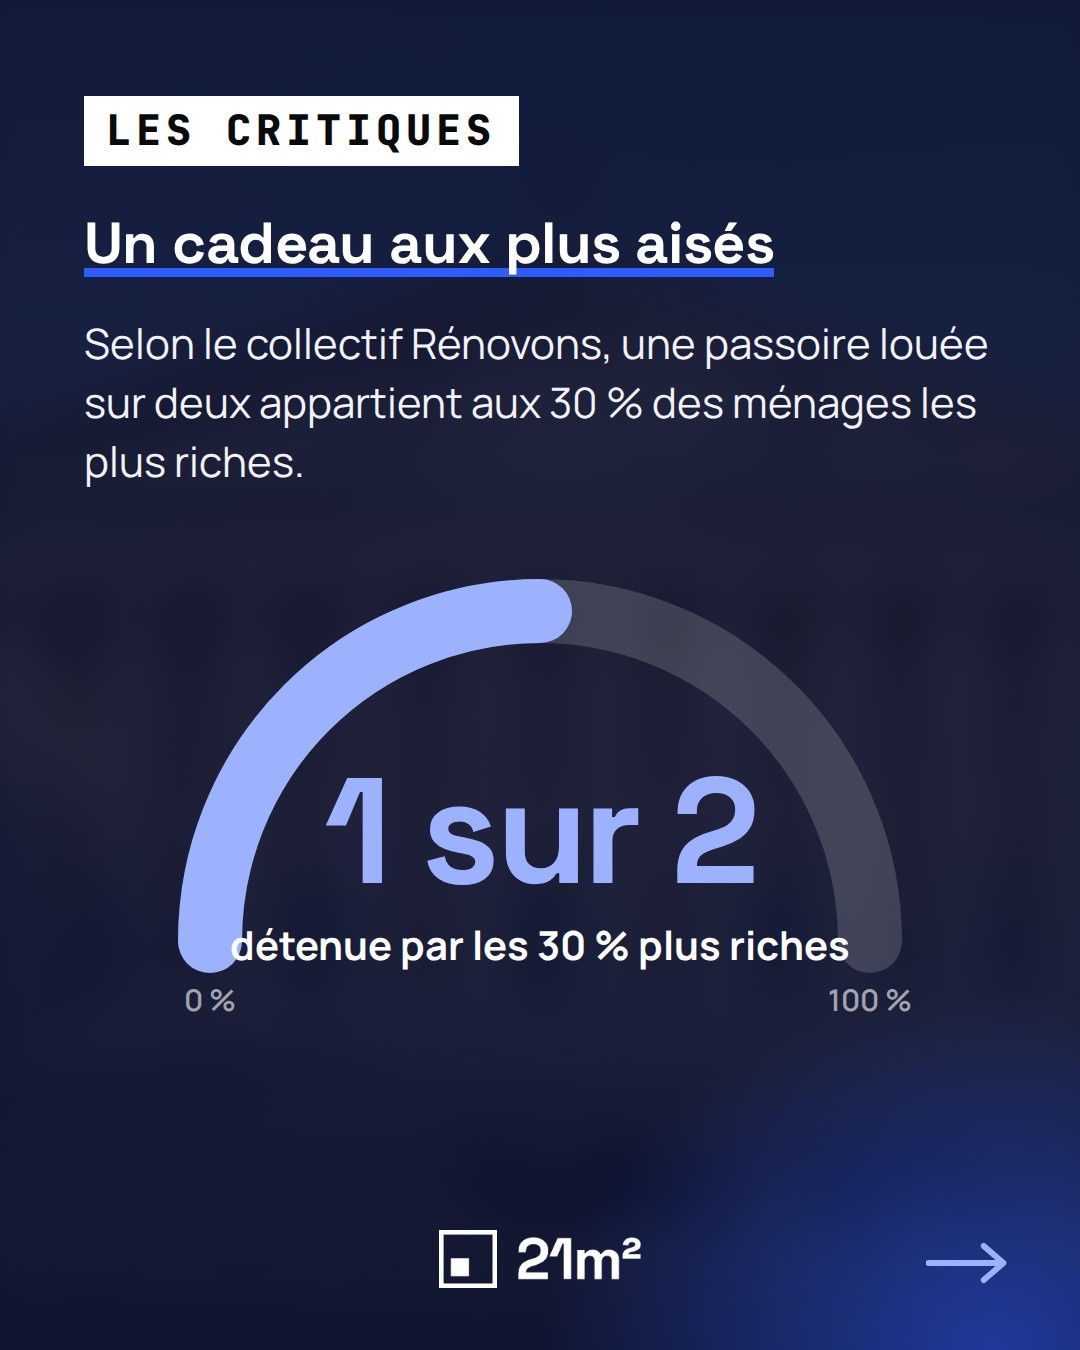 LES CRITIQUES
Un cadeau aux plus aisés
Selon le collectif Rénovons, une passoire louée
sur deux appartient aux 30 % des ménages les
plus riches.
1 sur 2
détenue par les 30 % plus riches
0 %
100 %
21m²